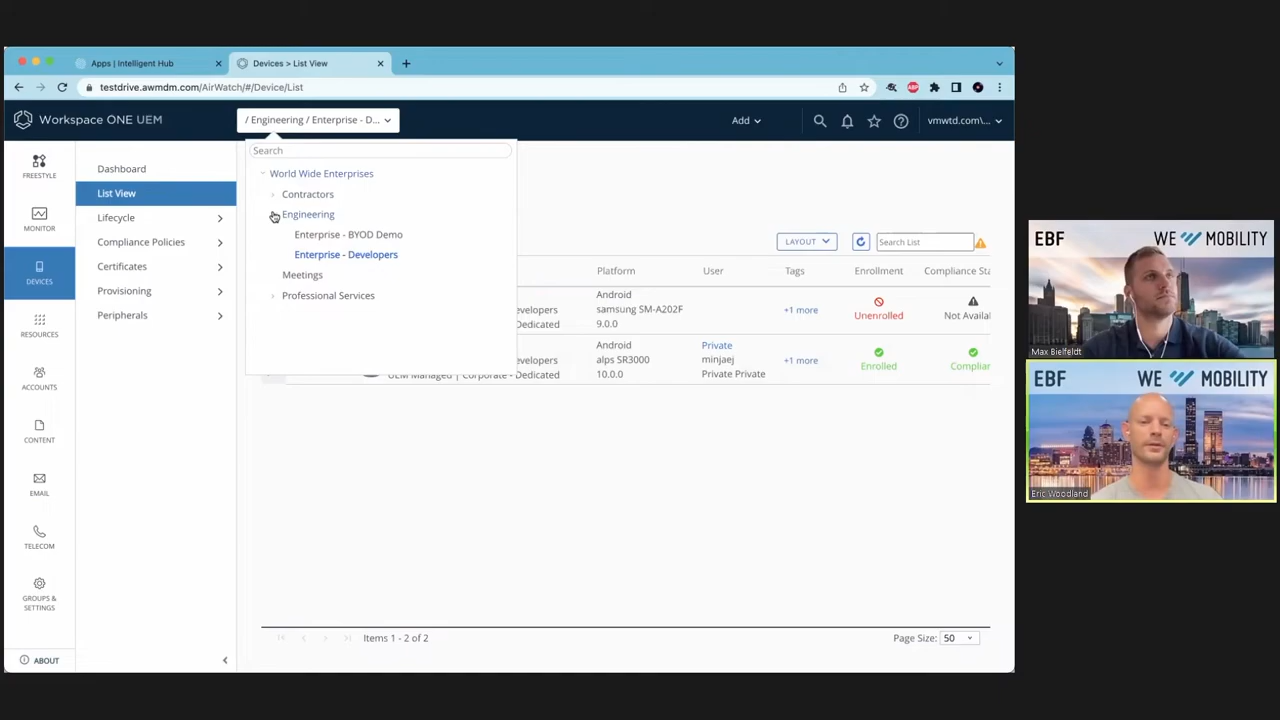 Apps | Intelligent Hub
Devices > List View
testdrive.awmdm.com/AirWatch/#/Device/List
ABP
Workspace ONE UEM
/ Engineering / Enterprise - D...
Add
vmwtd.com\...
FREESTYLE
MONITOR
DEVICES
RESOURCES
ACCOUNTS
CONTENT
EMAIL
TELECOM
GROUPS &
SETTINGS
ABOUT
Dashboard
List View
Lifecycle
Compliance Policies
Certificates
Provisioning
Peripherals
Search
World Wide Enterprises
Contractors
Engineering
Enterprise - BYOD Demo
Enterprise - Developers
Meetings
Professional Services
LAYOUT
Search List
Platform
User
Tags
Enrollment
Compliance Sta
evelopers
Dedicated
Android
samsung SM-A202F
9.0.0
+1 more
Unenrolled
Not Availa
evelopers
UEM Managed | Corporate - Dedicated
Android
alps SR3000
10.0.0
Private
minjaej
Private Private
+1 more
Enrolled
Complian
Items 1 - 2 of 2
Page Size:
50
EBF
WE MOBILITY
Max Bielfeldt
EBF
WE MOBILITY
Eric Woodland